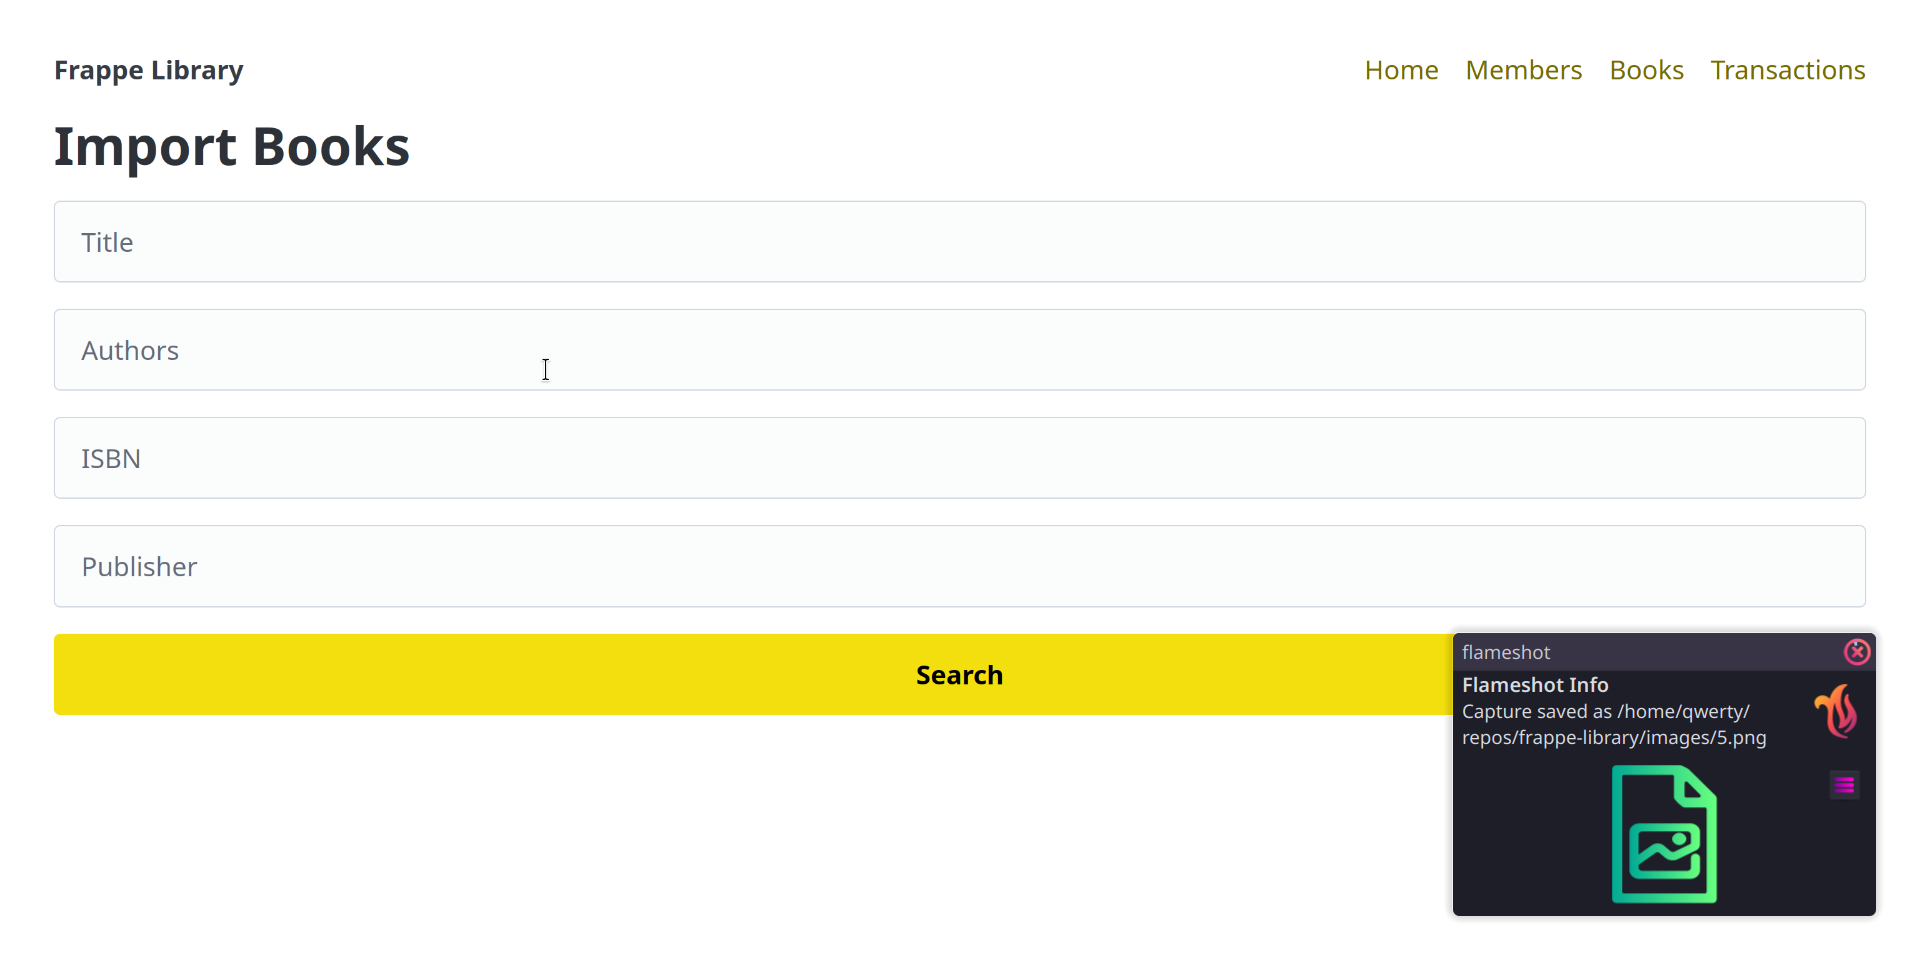 Frappe Library
Home Members Books Transactions
Import Books
Title
Authors
ISBN
Publisher
Search
flameshot
Flameshot Info
Capture saved as /home/qwerty/
repos/frappe-library/images/5.png